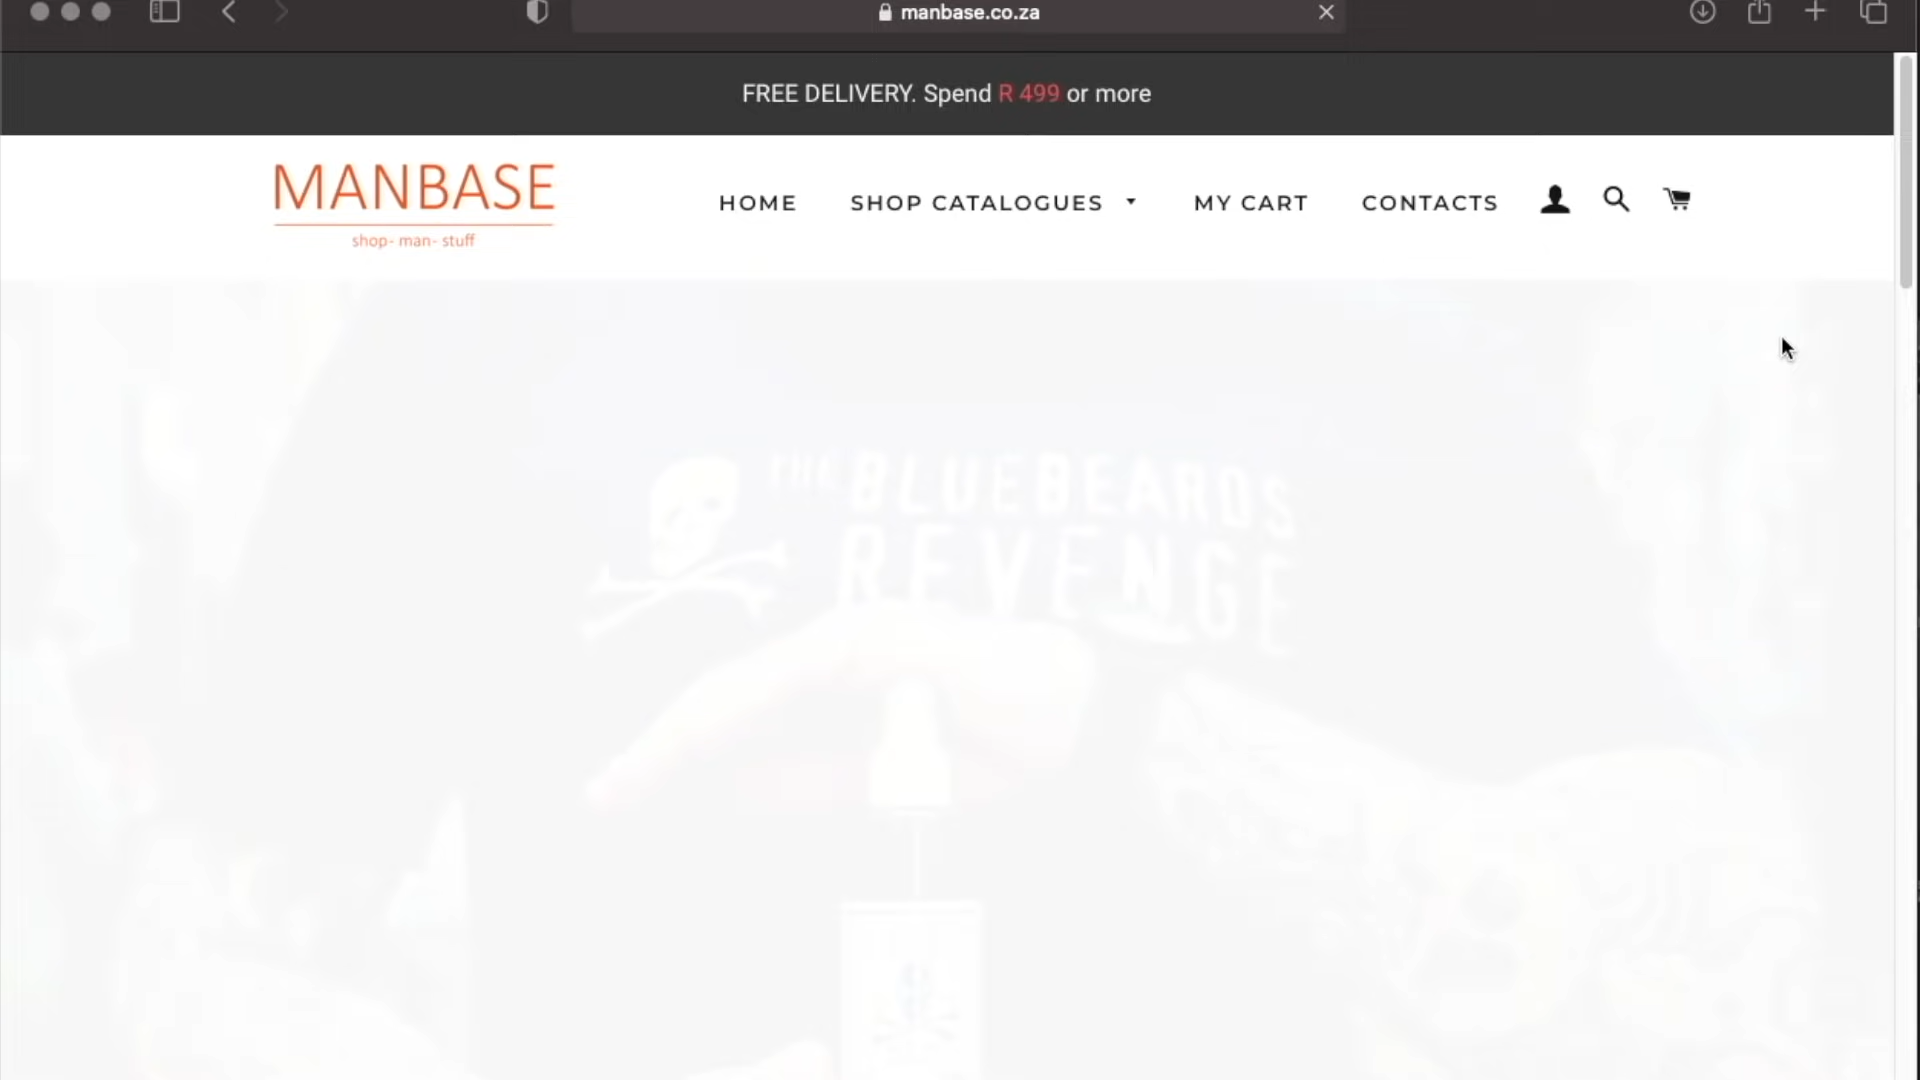 manbase.co.za
FREE DELIVERY. Spend R 499 or more
MANBASE
shop- man- stuff
HOME
SHOP CATALOGUES
MY CART
CONTACTS
THE BLUEBEARDS
REVENGE